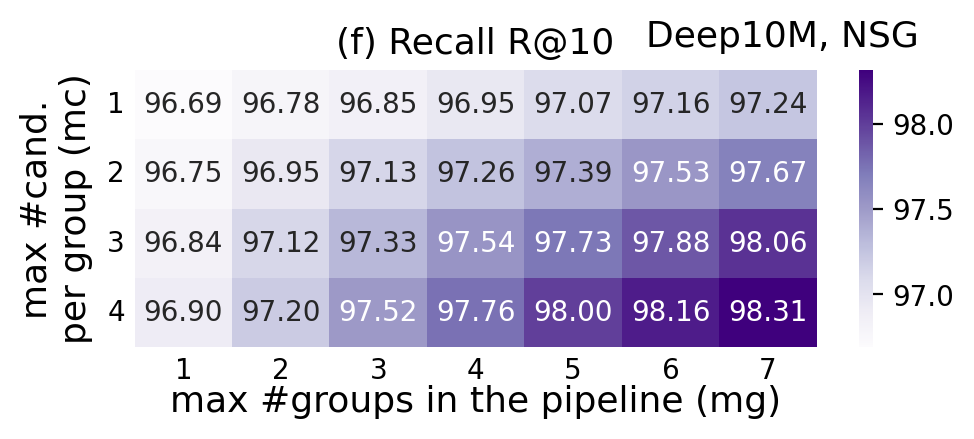 (f) Recall R@10 Deep10M, NSG
max #cand.
per group (mc)
1 96.69 96.78 96.85 96.95 97.07 97.16 97.24
2 96.75 96.95 97.13 97.26 97.39 97.53 97.67
3 96.84 97.12 97.33 97.54 97.73 97.88 98.06
4 96.90 97.20 97.52 97.76 98.00 98.16 98.31
1 2 3 4 5 6 7
max #groups in the pipeline (mg)
98.0
97.5
97.0